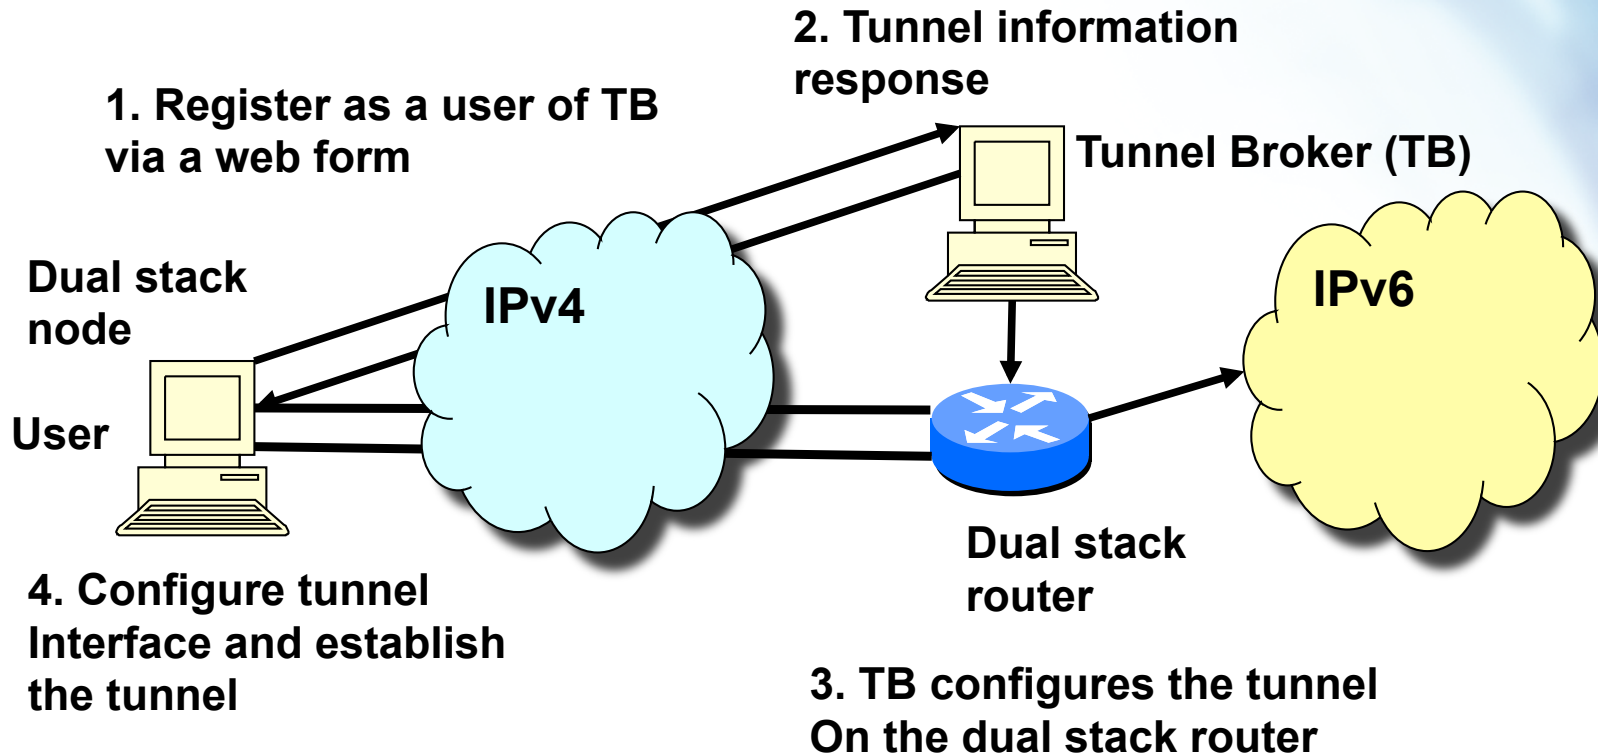 2. Tunnel information
response
1. Register as a user of TB
via a web form
Tunnel Broker (TB)
Dual stack
node
IPv4
IPv6
User
Dual stack
router
4. Configure tunnel
Interface and establish
the tunnel
3. TB configures the tunnel
On the dual stack router